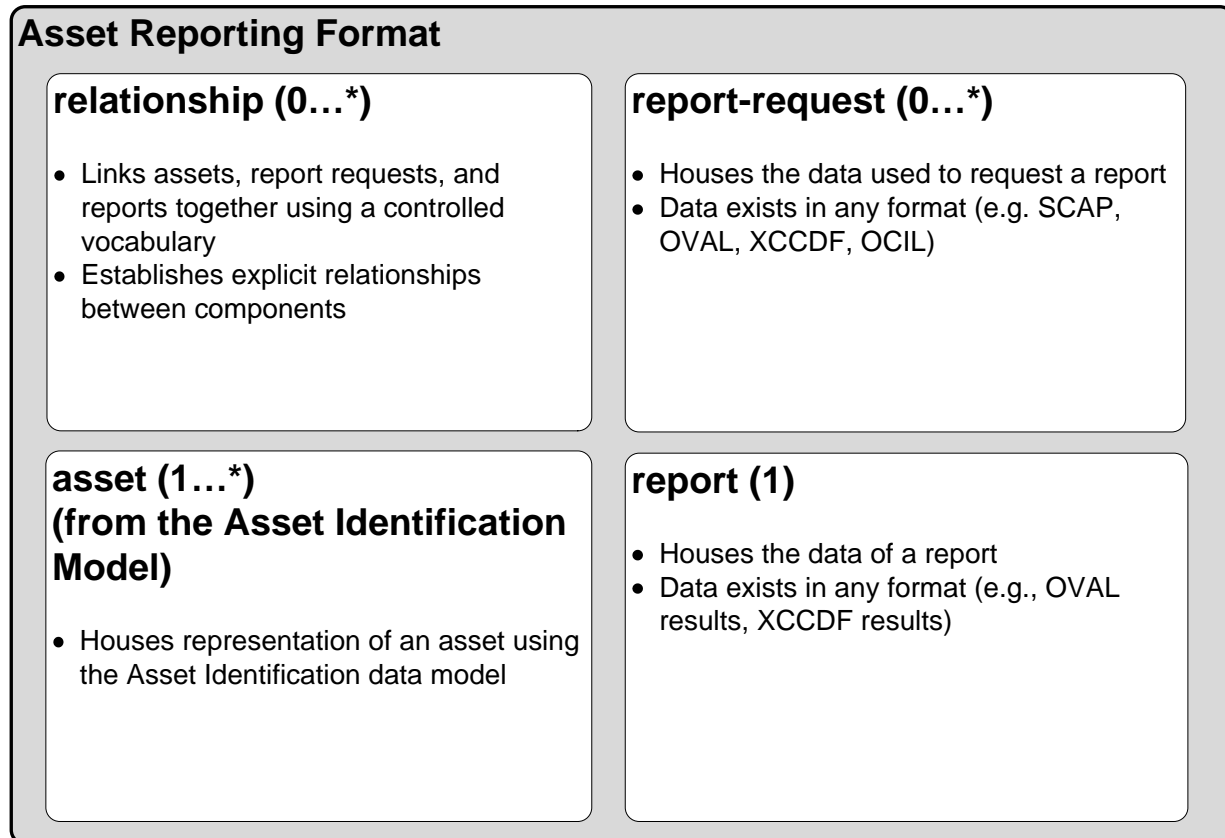 Asset Reporting Format
relationship (0…*)
• Links assets, report requests, and
reports together using a controlled
vocabulary
• Establishes explicit relationships
between components
report-request (0…*)
• Houses the data used to request a report
• Data exists in any format (e.g. SCAP,
OVAL, XCCDF, OCIL)
asset (1…*)
(from the Asset Identification
Model)
• Houses representation of an asset using
the Asset Identification data model
report (1)
• Houses the data of a report
• Data exists in any format (e.g., OVAL
results, XCCDF results)